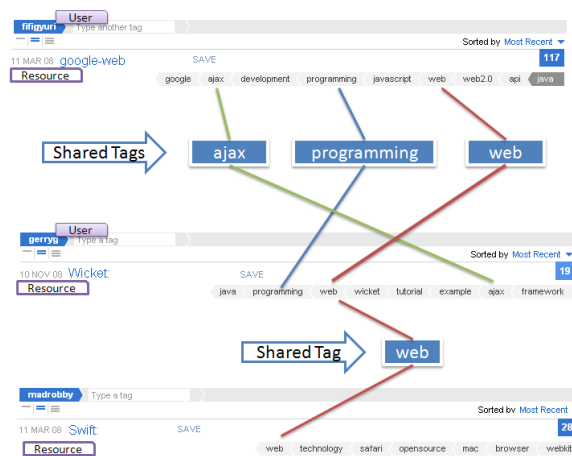 User
fifigyuri Type another tag
Sorted by Most Recent
11 MAR 08 google-web SAVE 117
Resource
google ajax development programming javascript web web2.0 api java
Shared Tags ajax programming web
User
gerryg Type a tag
Sorted by Most Recent
10 NOV 08 Wicket: SAVE 19
Resource
java programming web wicket tutorial example ajax framework
Shared Tag web
madrobby Type a tag
Sorted by Most Recent
11 MAR 08 Swift: SAVE 28
Resource
web technology safari opensource mac browser webkit